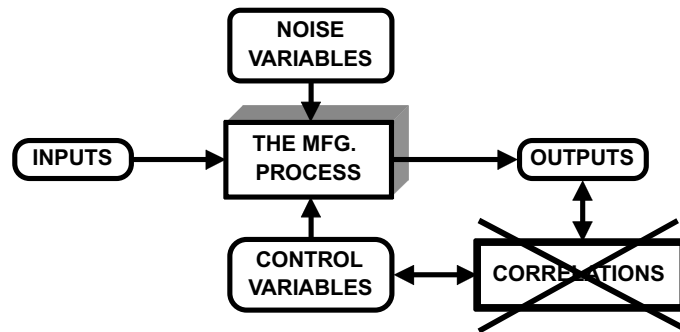 NOISE
VARIABLES
THE MFG.
PROCESS
INPUTS
OUTPUTS
CONTROL
VARIABLES
CORRELATIONS